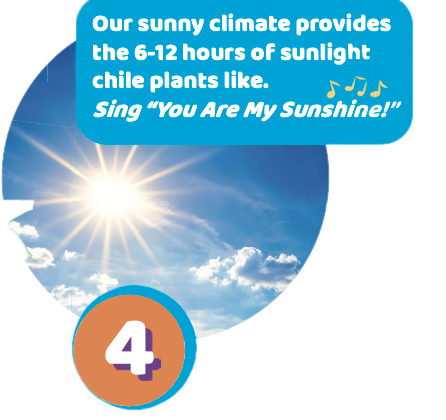 Our sunny climate provides
the 6-12 hours of sunlight
chile plants like.
Sing “You Are My Sunshine!”
4